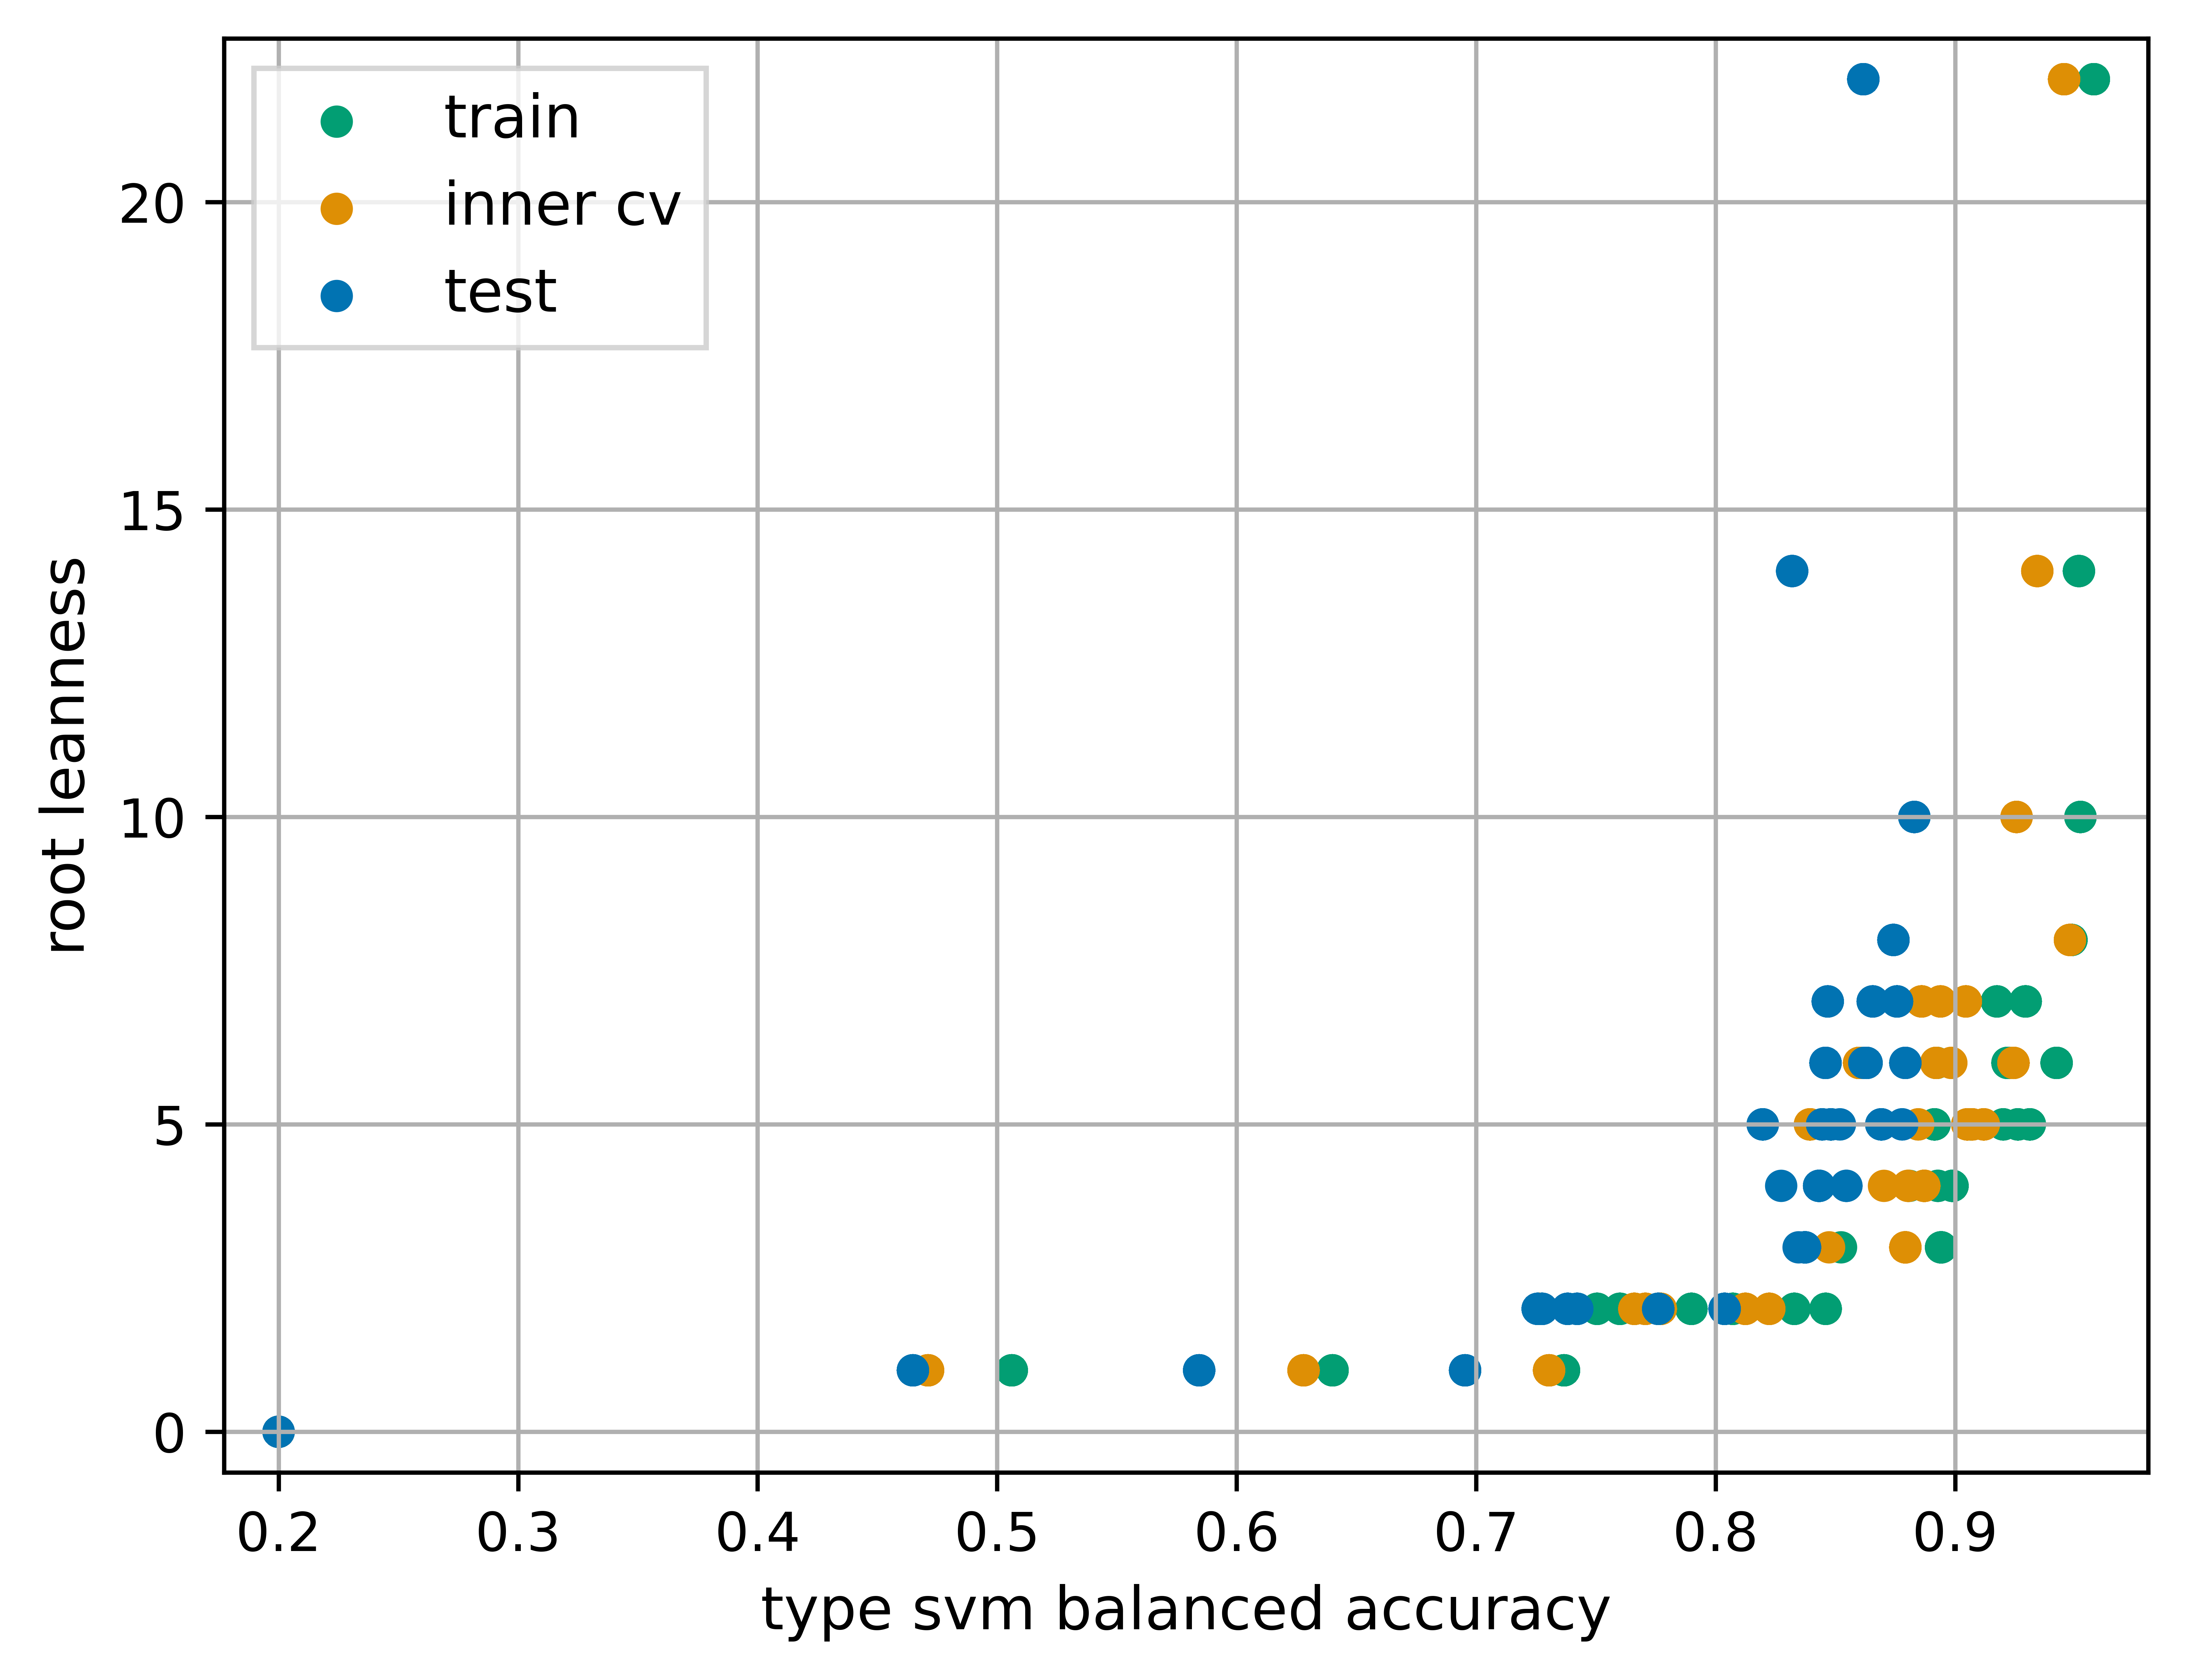 train
inner cv
test
20
15
10
5
0
root leanness
0.2 0.3 0.4 0.5 0.6 0.7 0.8 0.9
type svm balanced accuracy